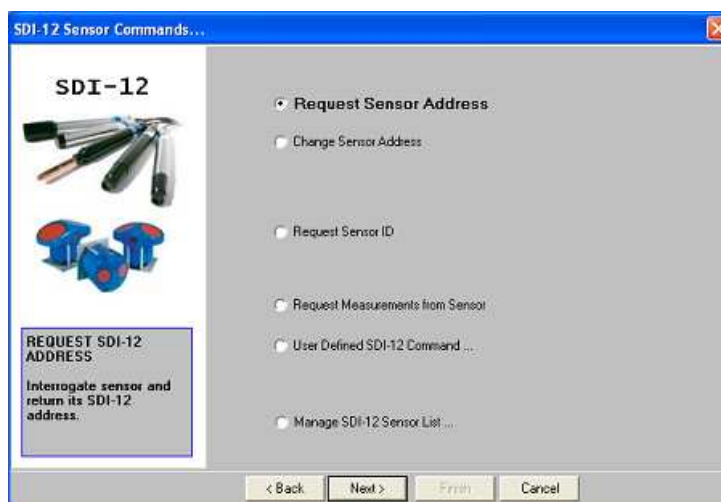 SDI-12 Sensor Commands...
SDI-12
Request Sensor Address
Change Sensor Address
Request Sensor ID
Request Measurements from Sensor
User Defined SDI-12 Command ...
Manage SDI-12 Sensor List ...
REQUEST SDI-12
ADDRESS
Interrogate sensor and
return its SDI-12
address.
< Back
Next >
Finish
Cancel